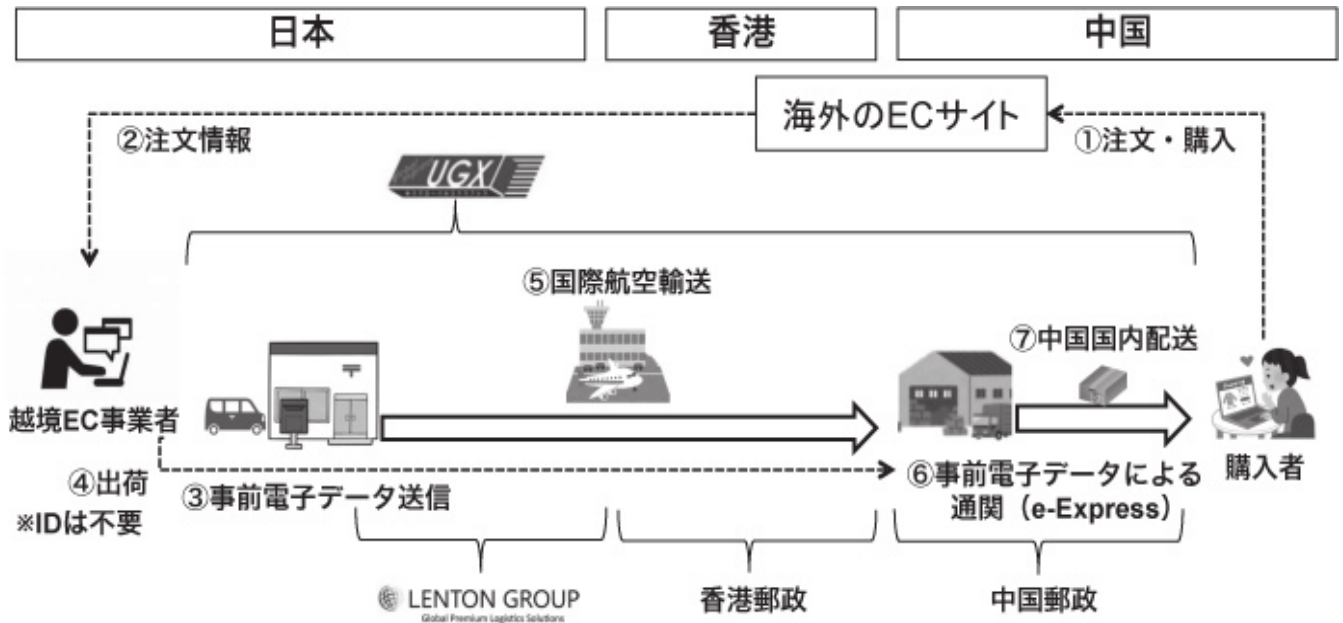 日本
香港
中国
海外のECサイト
②注文情報
①注文・購入
UGX
⑤国際航空輸送
⑦中国国内配送
〒
越境EC事業者
購入者
④出荷
※IDは不要
③事前電子データ送信
⑥事前電子データによる
通関（e-Express）
LENTON GROUP
Global Premium Logistics Solutions
香港郵政
中国郵政